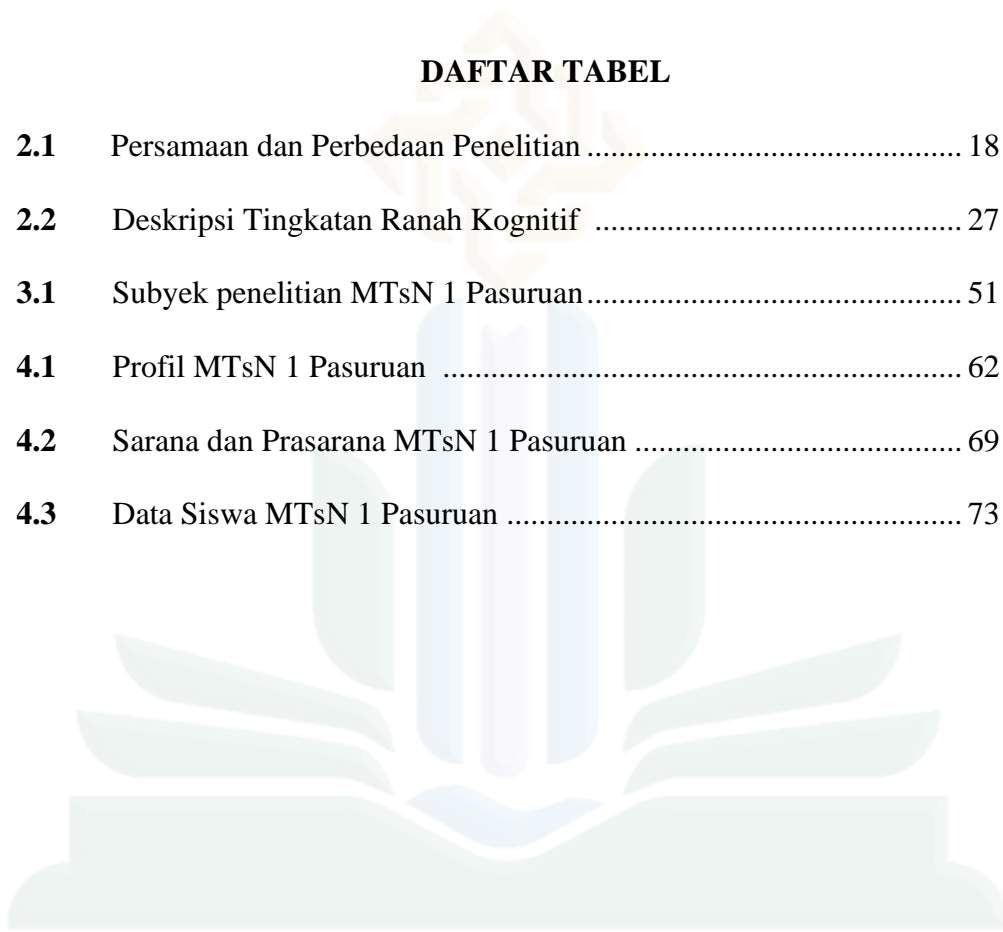 DAFTAR TABEL
2.1 Persamaan dan Perbedaan Penelitian ........................................... 18
2.2 Deskripsi Tingkatan Ranah Kognitif ........................................... 27
3.1 Subyek penelitian MTsN 1 Pasuruan ........................................... 51
4.1 Profil MTsN 1 Pasuruan ............................................................ 62
4.2 Sarana dan Prasarana MTsN 1 Pasuruan ...................................... 69
4.3 Data Siswa MTsN 1 Pasuruan ..................................................... 73